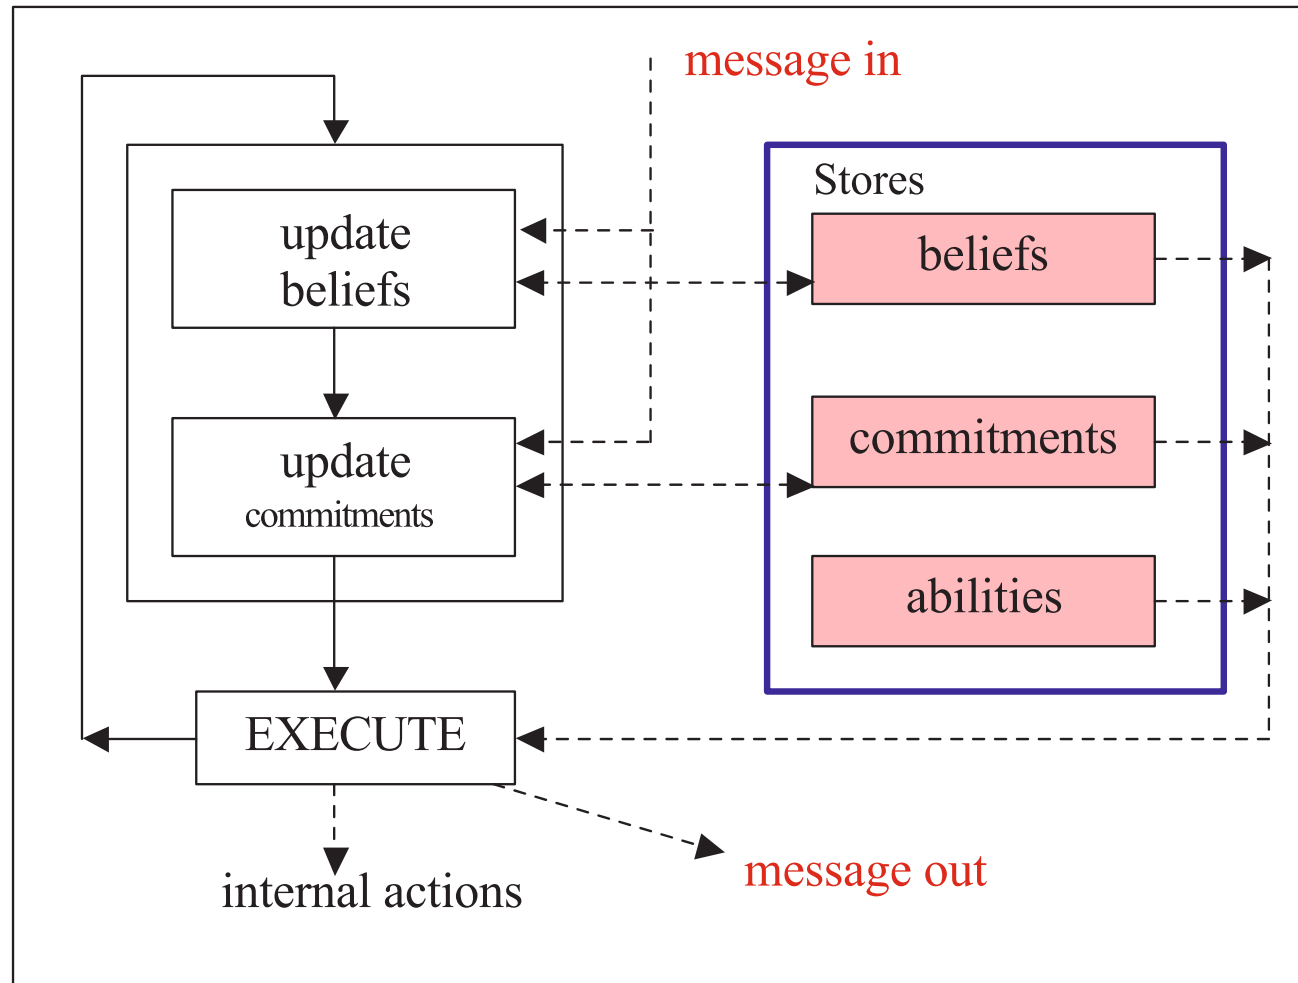 message in
update
beliefs
update
commitments
EXECUTE
internal actions
message out
Stores
beliefs
commitments
abilities